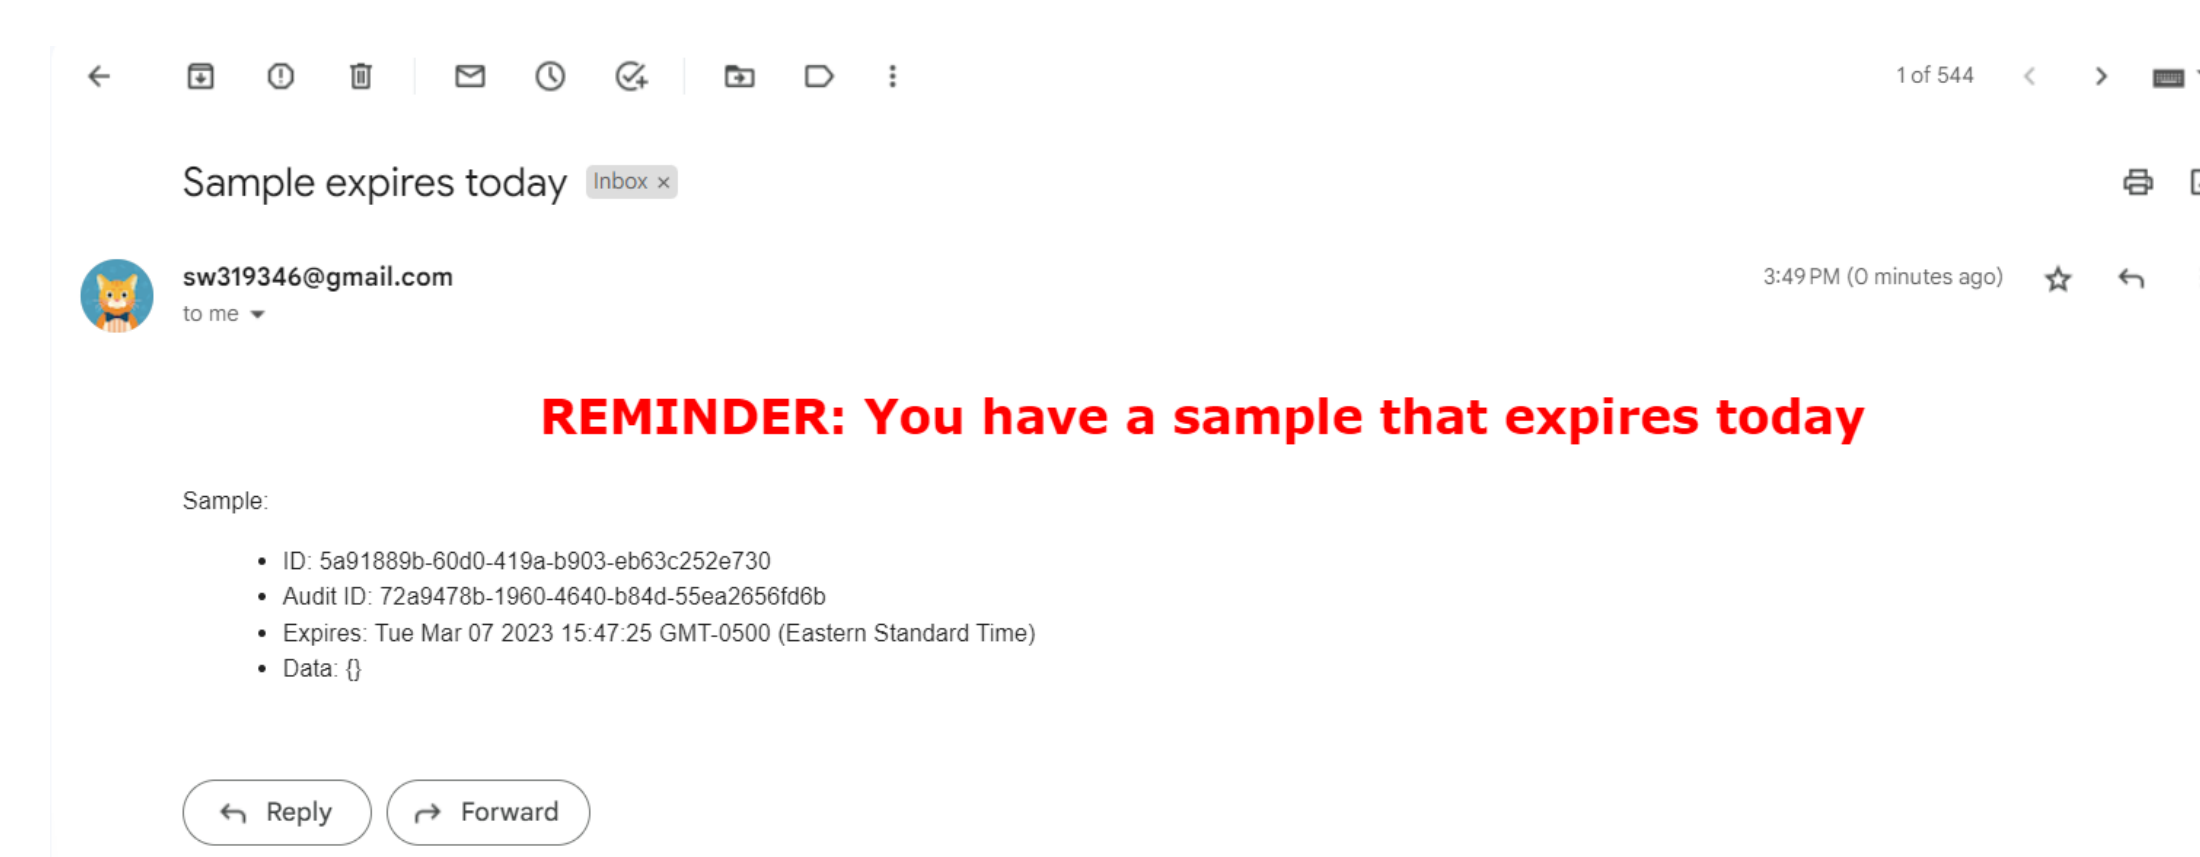 1 of 544
Sample expires today Inbox ×
sw319346@gmail.com 3:49 PM (0 minutes ago)
to me
REMINDER: You have a sample that expires today
Sample:
• ID: 5a91889b-60d0-419a-b903-eb63c252e730
• Audit ID: 72a9478b-1960-4640-b84d-55ea2656fd6b
• Expires: Tue Mar 07 2023 15:47:25 GMT-0500 (Eastern Standard Time)
• Data: {}
Reply Forward